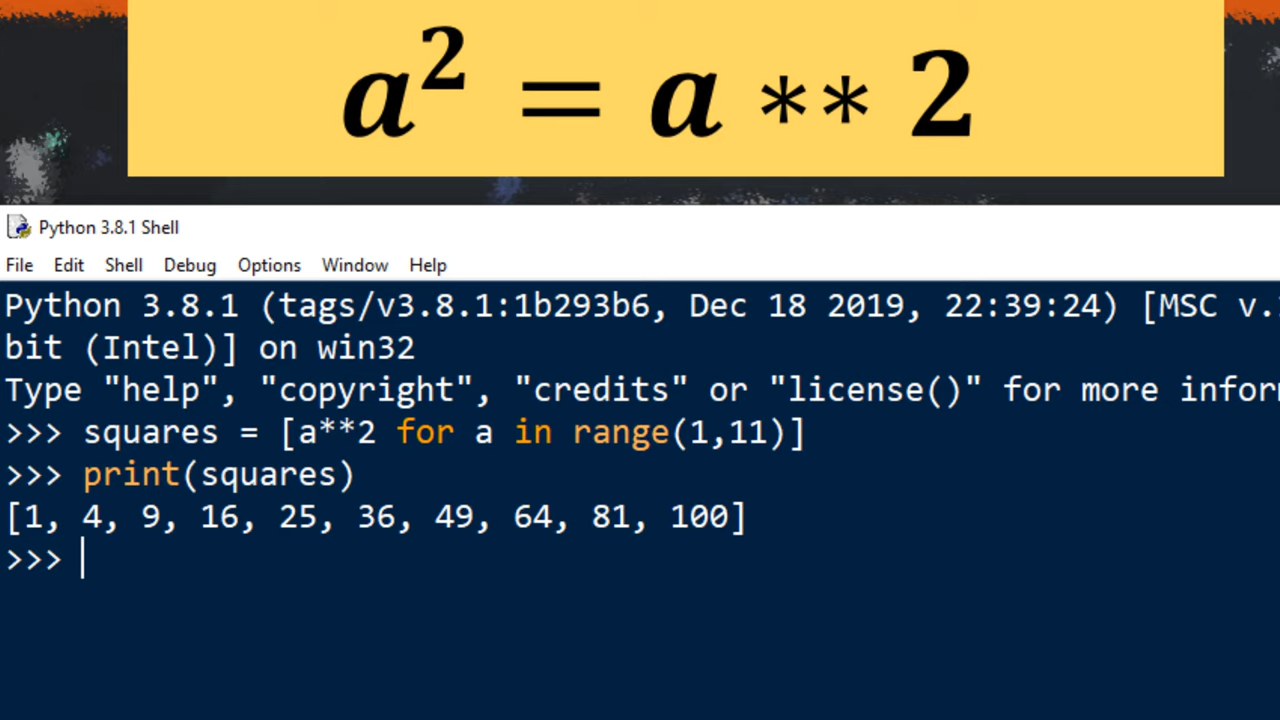 a² = a ** 2
Python 3.8.1 Shell
File Edit Shell Debug Options Window Help
Python 3.8.1 (tags/v3.8.1:1b293b6, Dec 18 2019, 22:39:24) [MSC v.
bit (Intel)] on win32
Type "help", "copyright", "credits" or "license()" for more
>>> squares = [a**2 for a in range(1,11)]
>>> print(squares)
[1, 4, 9, 16, 25, 36, 49, 64, 81, 100]
>>>